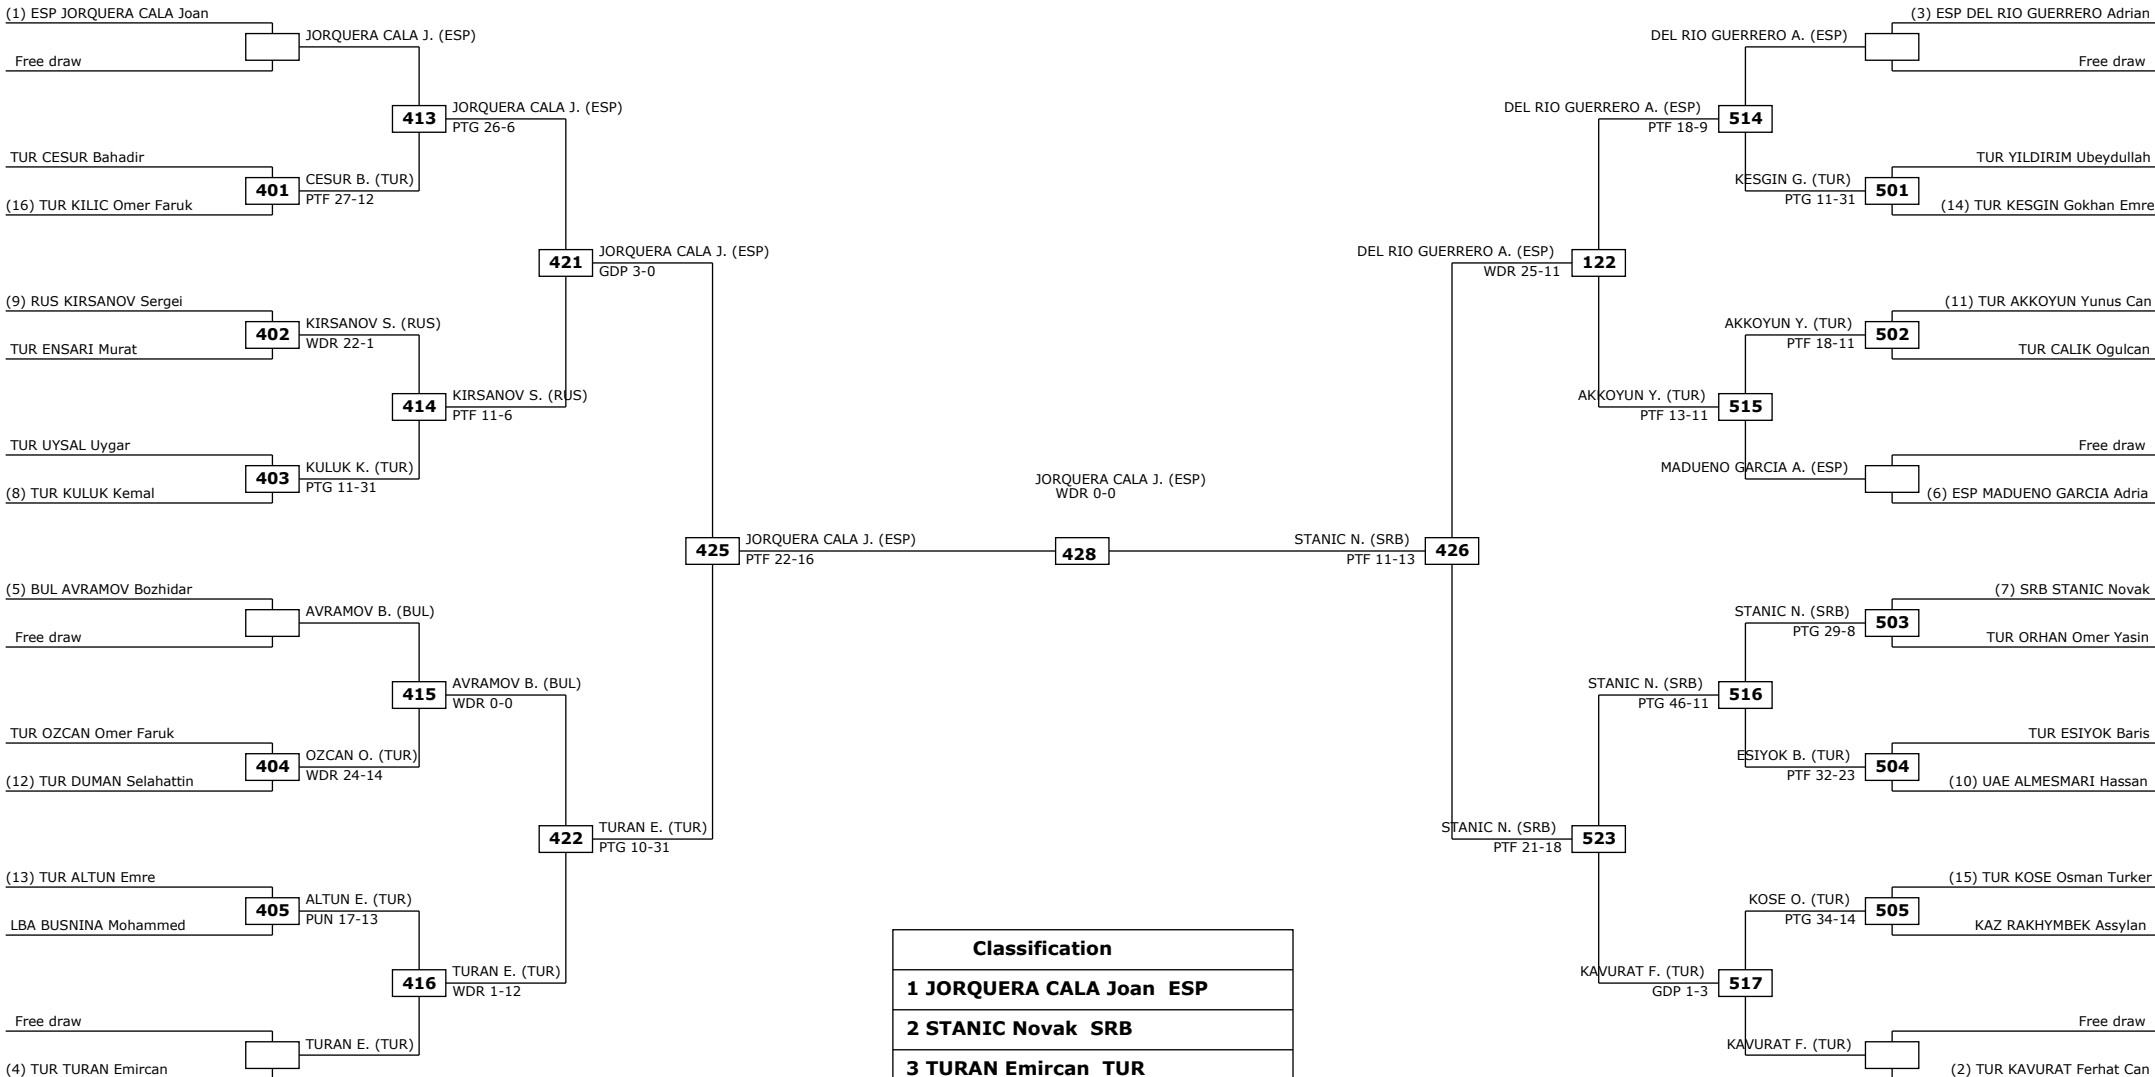 (1) ESP JORQUERA CALA Joan
JORQUERA CALA J. (ESP)
Free draw
413
JORQUERA CALA J. (ESP)
PTG 26-6
TUR CESUR Bahadir
401
CESUR B. (TUR)
PTF 27-12
(16) TUR KILIC Omer Faruk
421
JORQUERA CALA J. (ESP)
GDP 3-0
(9) RUS KIRSANOV Sergei
402
KIRSANOV S. (RUS)
WDR 22-1
TUR ENSARI Murat
414
KIRSANOV S. (RUS)
PTF 11-6
TUR UYSAL Uygar
403
KULUK K. (TUR)
PTG 11-31
(8) TUR KULUK Kemal
425
JORQUERA CALA J. (ESP)
PTF 22-16
(5) BUL AVRAMOV Bozhidar
AVRAMOV B. (BUL)
Free draw
415
AVRAMOV B. (BUL)
WDR 0-0
TUR OZCAN Omer Faruk
404
OZCAN O. (TUR)
WDR 24-14
(12) TUR DUMAN Selahattin
422
TURAN E. (TUR)
PTG 10-31
(13) TUR ALTUN Emre
405
ALTUN E. (TUR)
PUN 17-13
LBA BUSNINA Mohammed
416
TURAN E. (TUR)
WDR 1-12
Free draw
TURAN E. (TUR)
(4) TUR TURAN Emircan
JORQUERA CALA J. (ESP)
WDR 0-0
428
(3) ESP DEL RIO GUERRERO Adrian
DEL RIO GUERRERO A. (ESP)
Free draw
DEL RIO GUERRERO A. (ESP)
PTF 18-9
514
TUR YILDIRIM Ubeydullah
KESGIN G. (TUR)
PTG 11-31
501
(14) TUR KESGIN Gokhan Emre
DEL RIO GUERRERO A. (ESP)
WDR 25-11
122
(11) TUR AKKOYUN Yunus Can
AKKOYUN Y. (TUR)
PTF 18-11
502
TUR CALIK Ogulcan
AKKOYUN Y. (TUR)
PTF 13-11
515
Free draw
MADUENO GARCIA A. (ESP)
(6) ESP MADUENO GARCIA Adria
STANIC N. (SRB)
PTF 11-13
426
(7) SRB STANIC Novak
STANIC N. (SRB)
PTG 29-8
503
TUR ORHAN Omer Yasin
STANIC N. (SRB)
PTG 46-11
516
TUR ESIYOK Baris
ESIYOK B. (TUR)
PTF 32-23
504
(10) UAE ALMESMARI Hassan
STANIC N. (SRB)
PTF 21-18
523
(15) TUR KOSE Osman Turker
KOSE O. (TUR)
PTG 34-14
505
KAZ RAKHYMBEK Assylan
KAVURAT F. (TUR)
GDP 1-3
517
Free draw
KAVURAT F. (TUR)
(2) TUR KAVURAT Ferhat Can
Classification
1 JORQUERA CALA Joan ESP
2 STANIC Novak SRB
3 TURAN Emircan TUR